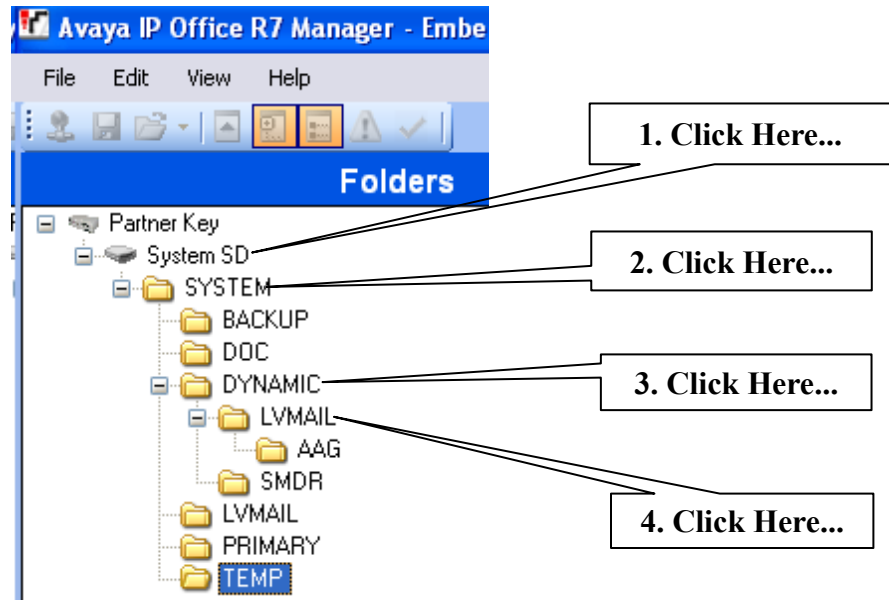 Avaya IP Office R7 Manager - Embe
File Edit View Help
1. Click Here...
Folders
Partner Key
System SD
2. Click Here...
SYSTEM
BACKUP
DOC
DYNAMIC
3. Click Here...
LVMAIL
AAG
SMDR
LVMAIL
4. Click Here...
PRIMARY
TEMP